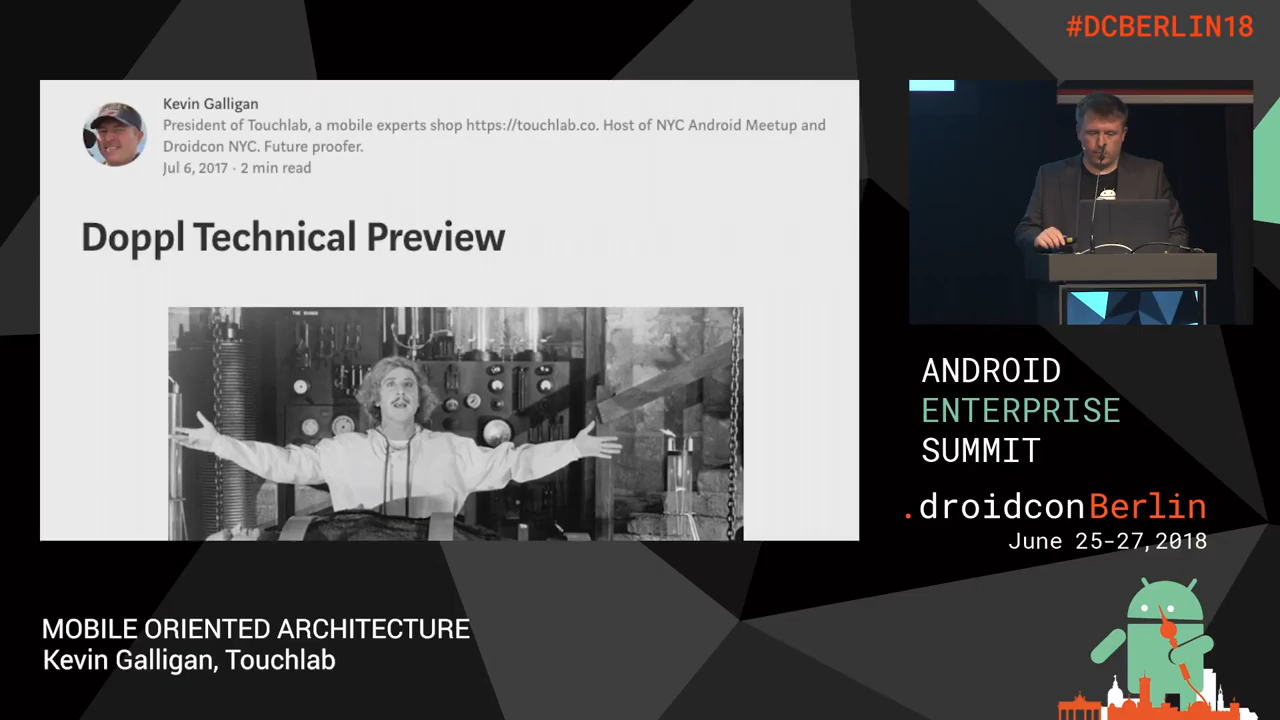 #DCBERLIN18
Kevin Galligan
President of Touchlab, a mobile experts shop https://touchlab.co. Host of NYC Android Meetup and
Droidcon NYC. Future proofer.
Jul 6, 2017 · 2 min read
Doppl Technical Preview
ANDROID
ENTERPRISE
SUMMIT
.droidconBerlin
June 25-27,2018
MOBILE ORIENTED ARCHITECTURE
Kevin Galligan, Touchlab